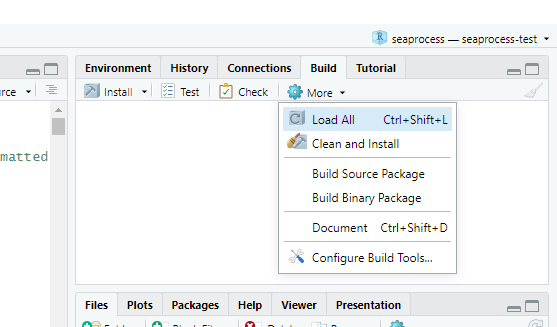 seaprocess — seaprocess-test
Environment History Connections Build Tutorial
rce Install Test Check More
Load All Ctrl+Shift+L
Clean and Install
matted
Build Source Package
Build Binary Package
Document Ctrl+Shift+D
Configure Build Tools...
Files Plots Packages Help Viewer Presentation